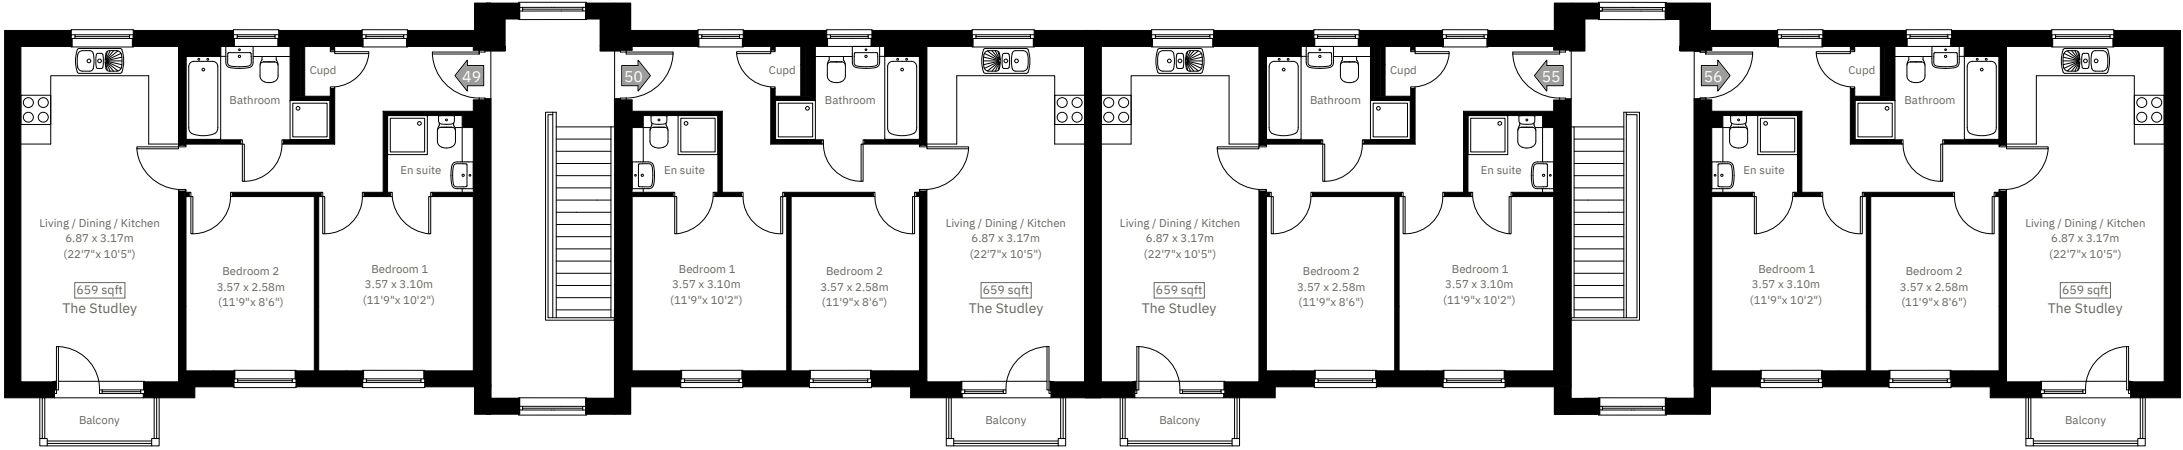 Cupd
49
Bathroom
En suite
Living / Dining / Kitchen
6.87 x 3.17m
(22'7"x 10'5")
659 sqft
The Studley
Bedroom 2
3.57 x 2.58m
(11'9"x 8'6")
Bedroom 1
3.57 x 3.10m
(11'9"x 10'2")
Balcony
50
Cupd
Bathroom
En suite
Bedroom 1
3.57 x 3.10m
(11'9"x 10'2")
Bedroom 2
3.57 x 2.58m
(11'9"x 8'6")
Living / Dining / Kitchen
6.87 x 3.17m
(22'7"x 10'5")
659 sqft
The Studley
Balcony
Cupd
55
Bathroom
En suite
Living / Dining / Kitchen
6.87 x 3.17m
(22'7"x 10'5")
659 sqft
The Studley
Bedroom 2
3.57 x 2.58m
(11'9"x 8'6")
Bedroom 1
3.57 x 3.10m
(11'9"x 10'2")
Balcony
56
Cupd
Bathroom
En suite
Bedroom 1
3.57 x 3.10m
(11'9"x 10'2")
Bedroom 2
3.57 x 2.58m
(11'9"x 8'6")
Living / Dining / Kitchen
6.87 x 3.17m
(22'7"x 10'5")
659 sqft
The Studley
Balcony